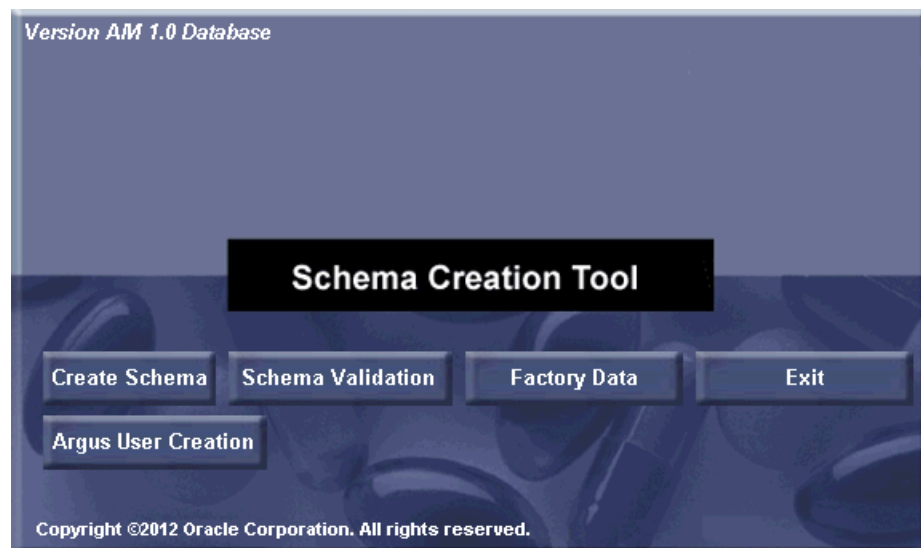 Version AM 1.0 Database
Schema Creation Tool
Create Schema
Schema Validation
Factory Data
Exit
Argus User Creation
Copyright ©2012 Oracle Corporation. All rights reserved.